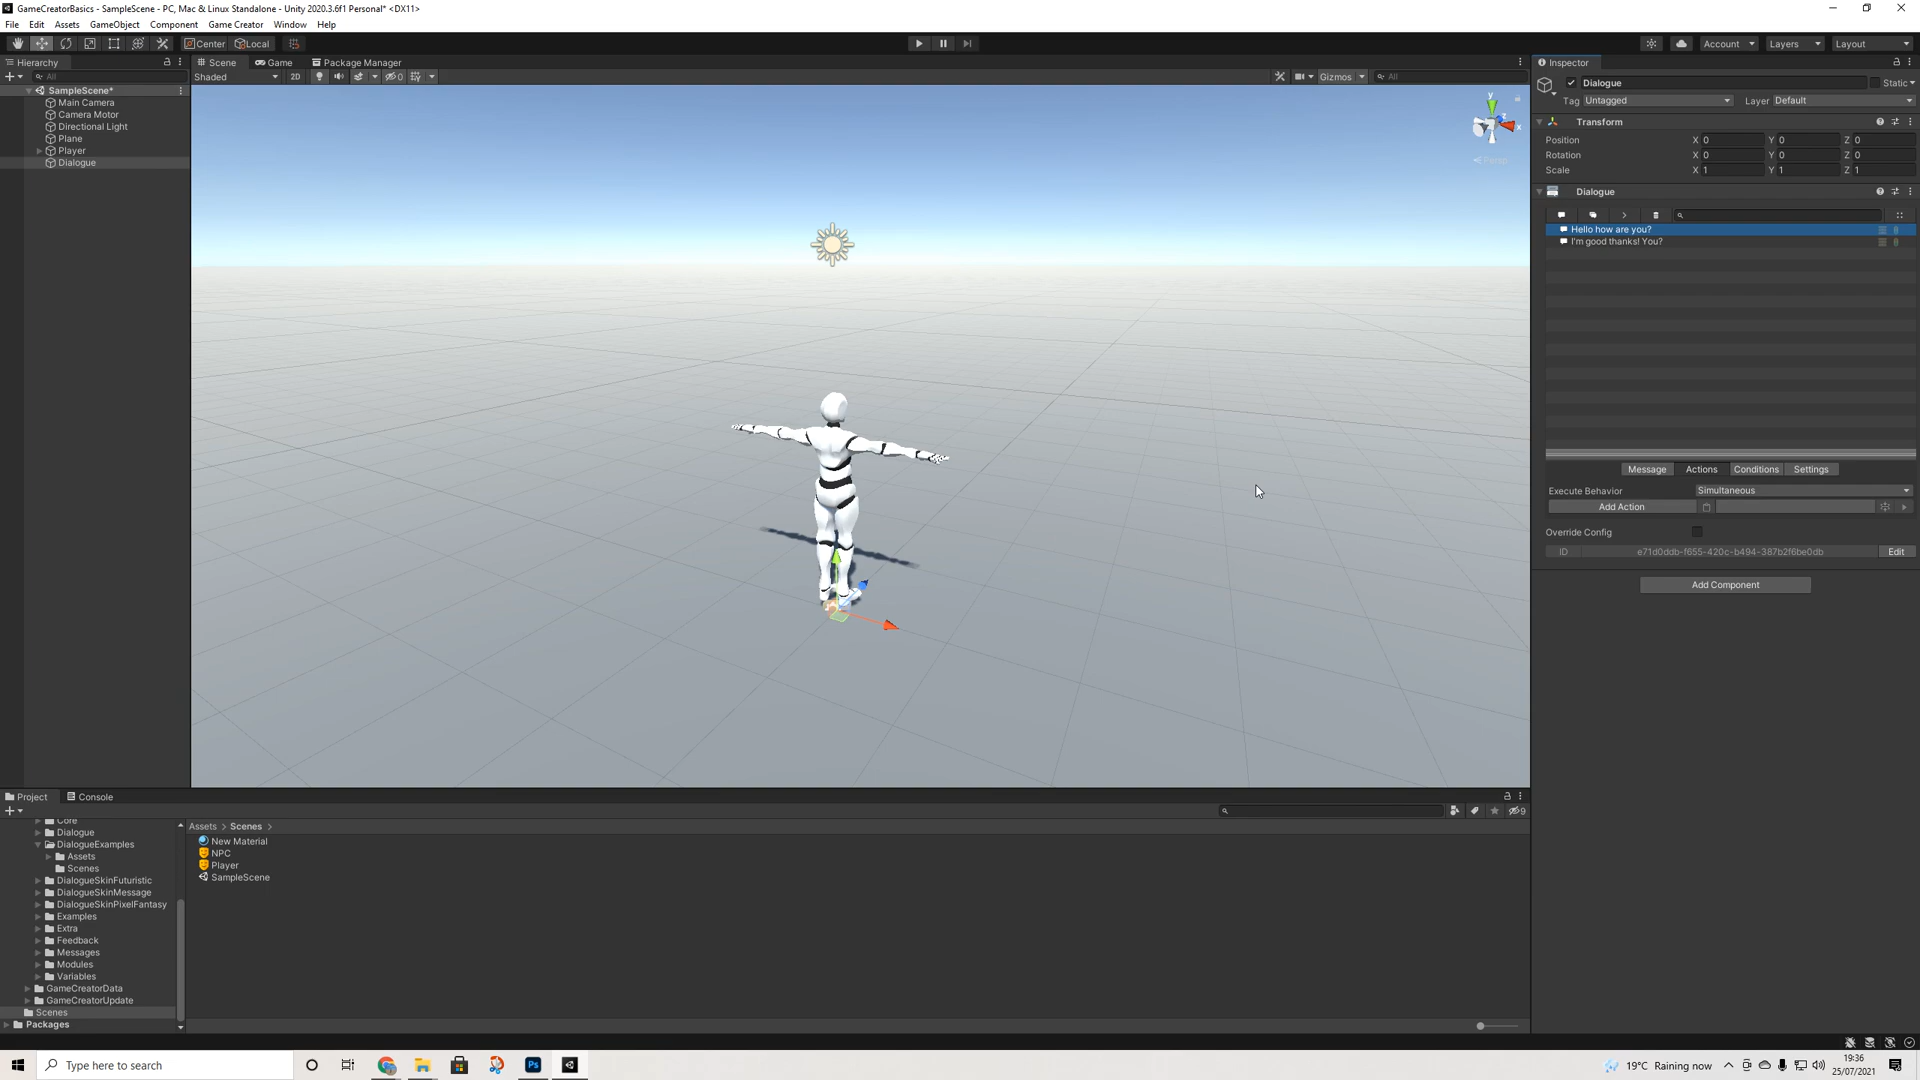 GameCreatorBasics - SampleScene - PC, Mac & Linux Standalone - Unity 2020.3.6f1 Personal* <DX11>
File Edit Assets GameObject Component Game Creator Window Help
Center Local Account Layers Layout
Hierarchy
All
SampleScene*
Main Camera
Camera Motor
Directional Light
Plane
Player
Dialogue
Scene Game Package Manager
Shaded 2D 0 Gizmos All
y
x
Persp
Inspector
Dialogue Static
Tag Untagged Layer Default
Transform
Position X 0 Y 0 Z 0
Rotation X 0 Y 0 Z 0
Scale X 1 Y 1 Z 1
Dialogue
Hello how are you?
I'm good thanks! You?
Message Actions Conditions Settings
Execute Behavior Simultaneous
Add Action
Override Config
ID e71d0ddb-f655-420c-b494-387b2f6be0db Edit
Add Component
Project Console
9
Core
Dialogue
DialogueExamples
Assets
Scenes
DialogueSkinFuturistic
DialogueSkinMessage
DialogueSkinPixelFantasy
Examples
Extra
Feedback
Messages
Modules
Variables
GameCreatorData
GameCreatorUpdate
Scenes
Packages
Assets > Scenes >
New Material
NPC
Player
SampleScene
Type here to search
Ps
19°C Raining now
19:36
25/07/2021